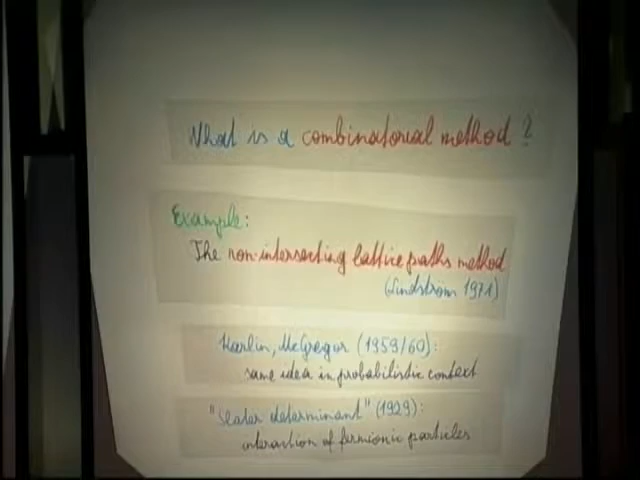 What is a combinatorial method?
Example:
The non-intersecting lattice paths method
(Lindström 1971)
Karlin, McGregor (1959/60):
same idea in probabilistic context
"Slater determinant" (1929):
interaction of fermionic particles